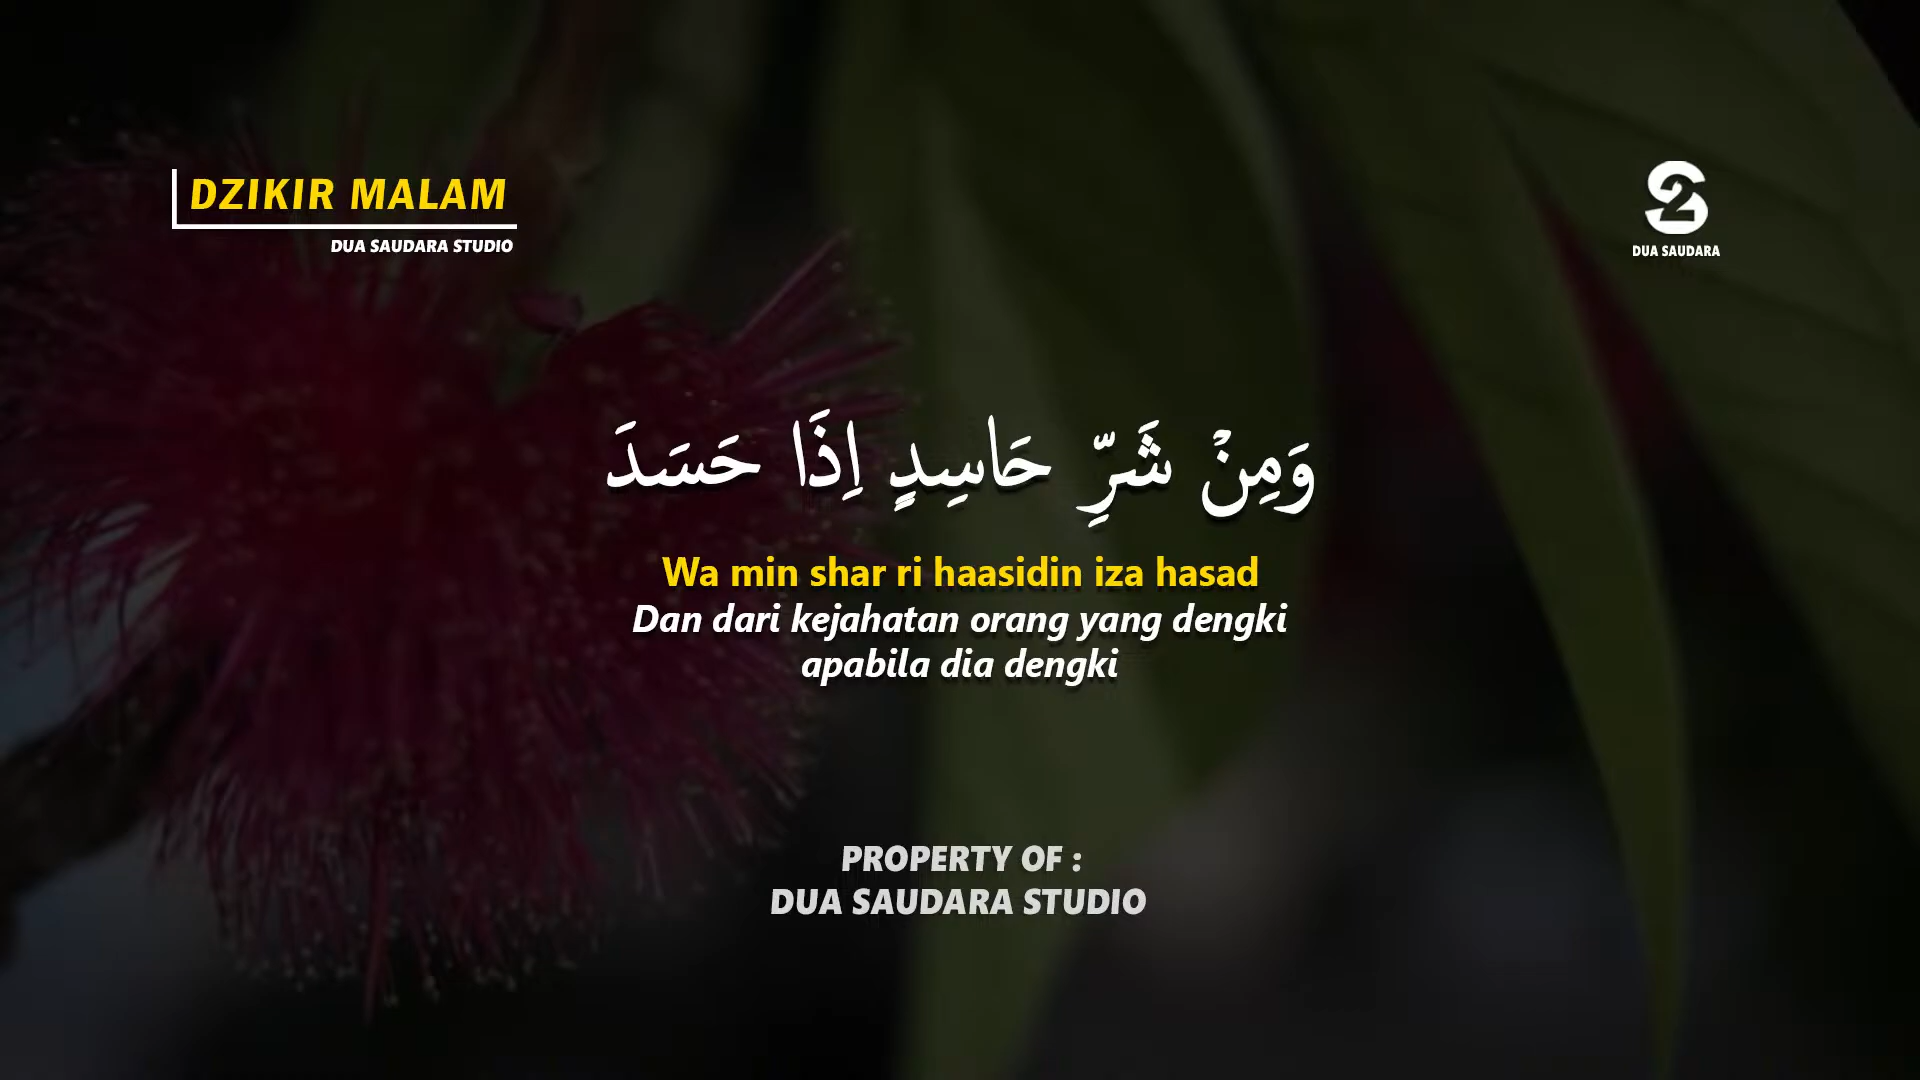 DZIKIR MALAM
DUA SAUDARA STUDIO
S2
DUA SAUDARA
وَمِنْ شَرِّ حَاسِدٍ اِذَا حَسَدَ
Wa min shar ri haasidin iza hasad
Dan dari kejahatan orang yang dengki
apabila dia dengki
PROPERTY OF :
DUA SAUDARA STUDIO